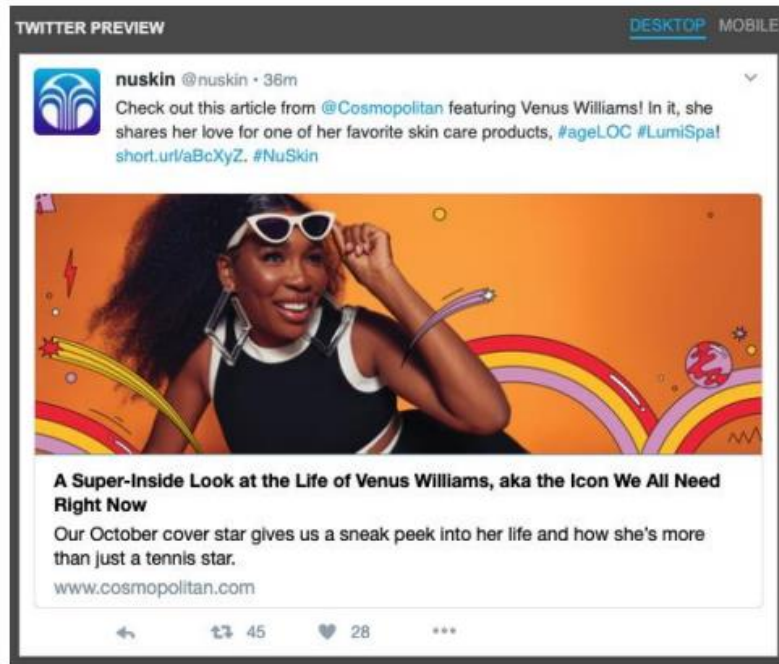 TWITTER PREVIEW
DESKTOP MOBILE
nuskin @nuskin • 36m
Check out this article from @Cosmopolitan featuring Venus Williams! In it, she
shares her love for one of her favorite skin care products, #ageLOC #LumiSpa!
short.url/aBcXyZ. #NuSkin
A Super-Inside Look at the Life of Venus Williams, aka the Icon We All Need
Right Now
Our October cover star gives us a sneak peek into her life and how she's more
than just a tennis star.
www.cosmopolitan.com
45 28